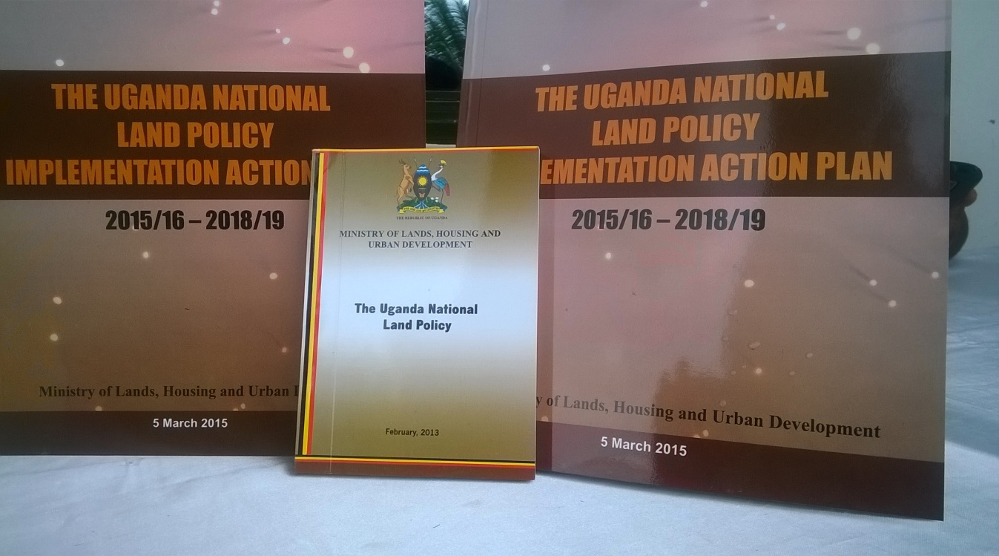 THE UGANDA NATIONAL
LAND POLICY
IMPLEMENTATION ACTION
2015/16 – 2018/19
Ministry of Lands, Housing and Urban
5 March 2015
THE REPUBLIC OF UGANDA
MINISTRY OF LANDS, HOUSING AND
URBAN DEVELOPMENT
The Uganda National
Land Policy
February, 2013
THE UGANDA NATIONAL
LAND POLICY
EMENTATION ACTION PLAN
2015/16 – 2018/19
y of Lands, Housing and Urban Development
5 March 2015